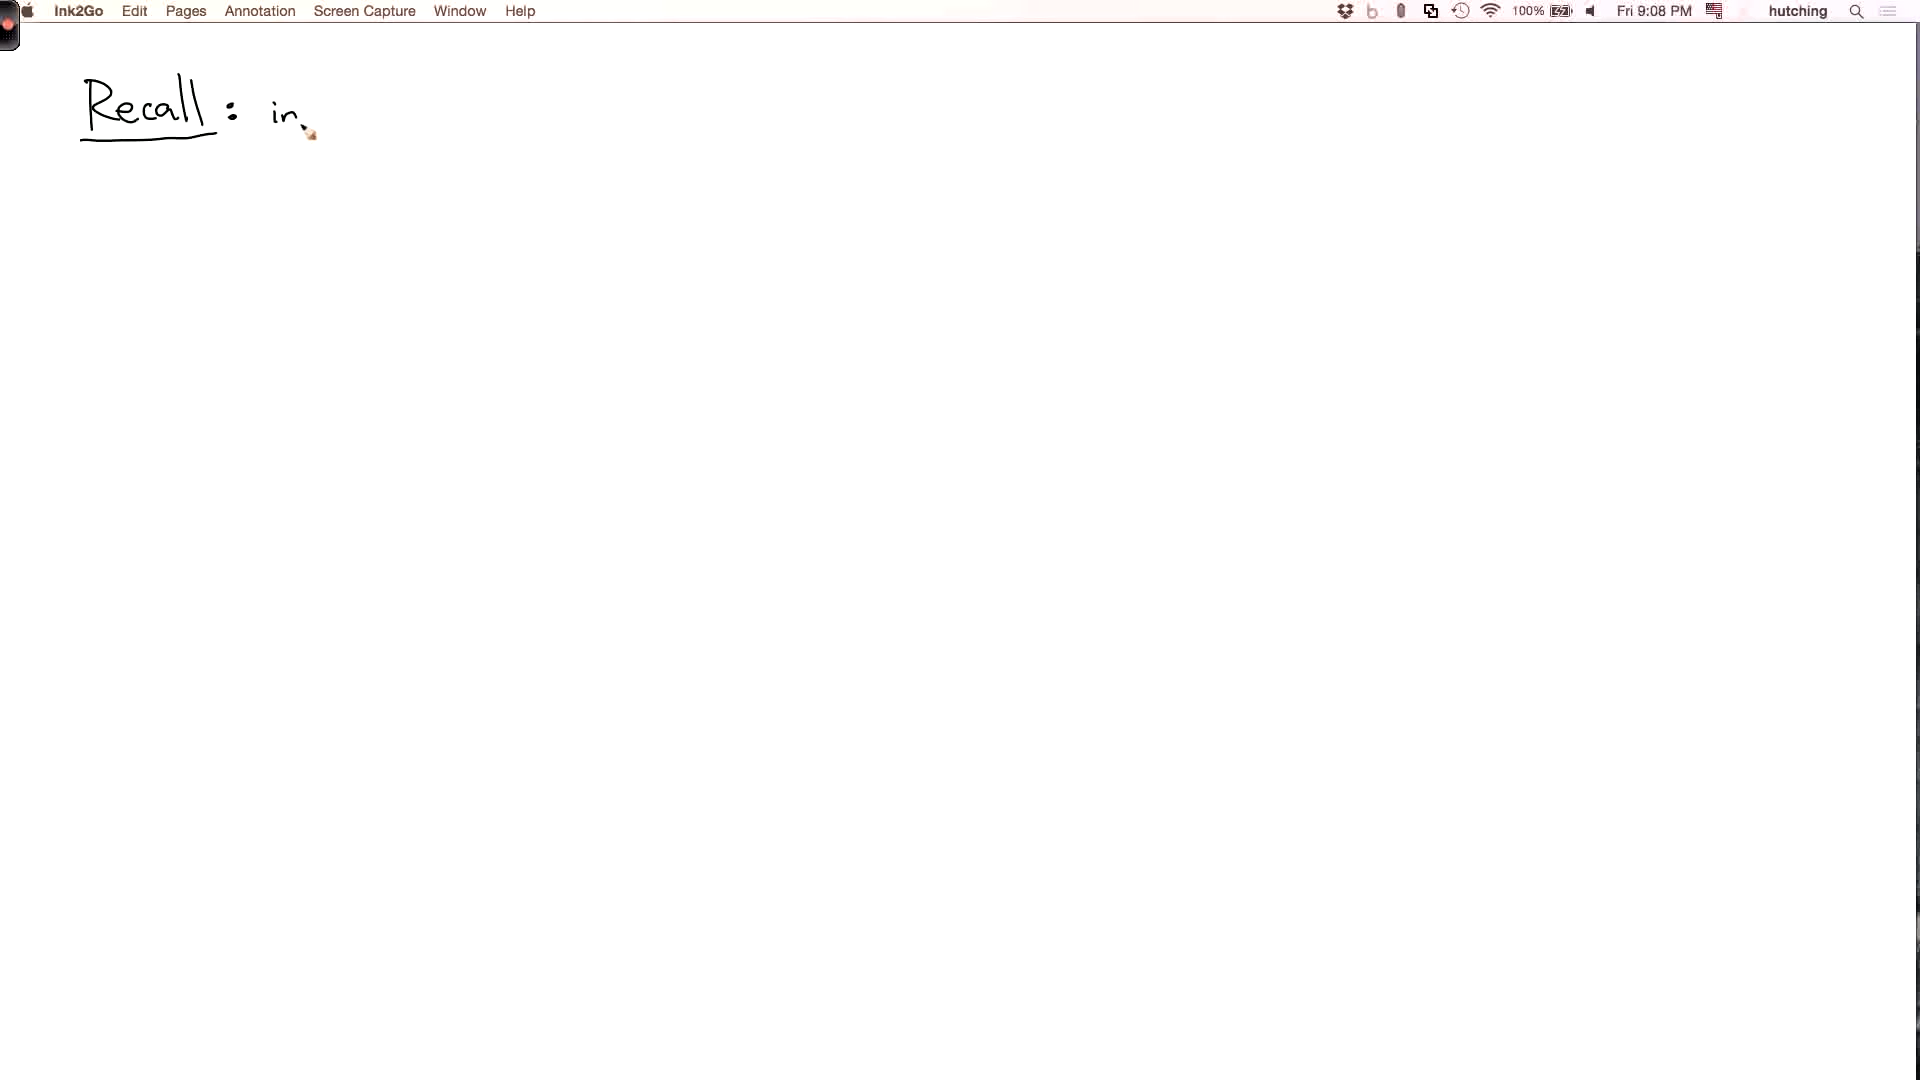 Ink2Go Edit Pages Annotation Screen Capture Window Help 100% Fri 9:08 PM hutching
Recall: in